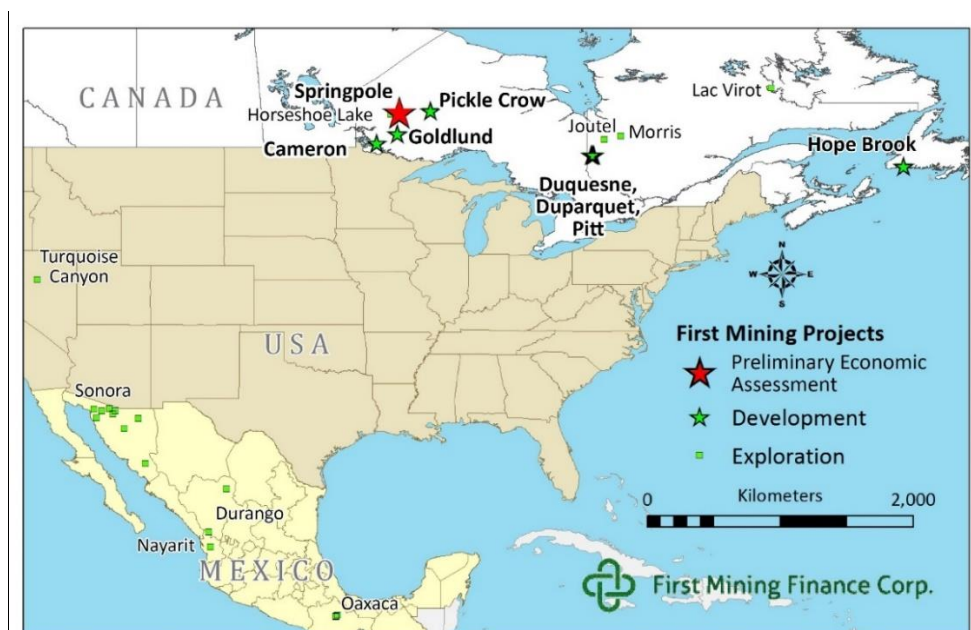 CANADA
Springpole
Horseshoe Lake
Pickle Crow
Cameron
Goldlund
Lac Virot
Joutel
Morris
Hope Brook
Duquesne,
Duparquet,
Pitt
Turquoise
Canyon
USA
Sonora
Durango
Nayarit
MEXICO
Oaxaca
N
W
E
S
First Mining Projects
Preliminary Economic
Assessment
Development
Exploration
0
Kilometers
2,000
First Mining Finance Corp.